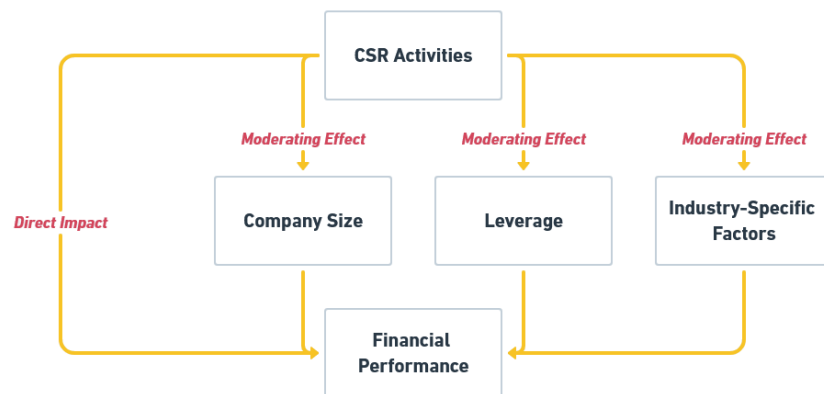 CSR Activities
Moderating Effect
Moderating Effect
Moderating Effect
Direct Impact
Company Size
Leverage
Industry-Specific
Factors
Financial
Performance